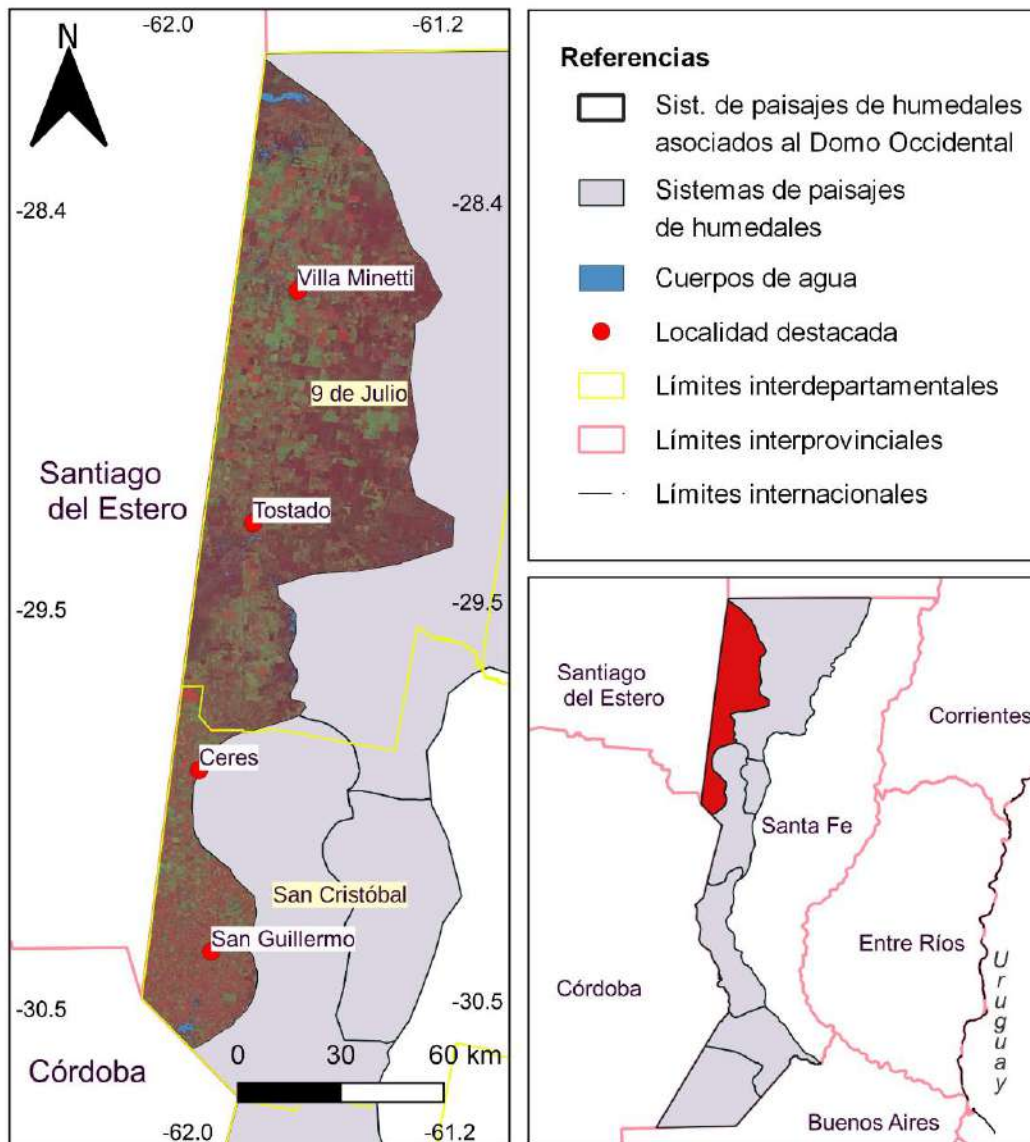 -62.0
-61.2
N
-28.4
-28.4
Villa Minetti
9 de Julio
Santiago
del Estero
Tostado
-29.5
-29.5
Ceres
San Cristóbal
San Guillermo
-30.5
-30.5
0
30
60 km
Córdoba
-62.0
-61.2
Referencias
Sist. de paisajes de humedales
asociados al Domo Occidental
Sistemas de paisajes
de humedales
Cuerpos de agua
Localidad destacada
Límites interdepartamentales
Límites interprovinciales
Límites internacionales
Santiago
del Estero
Corrientes
Santa Fe
Entre Ríos
Córdoba
Uruguay
Buenos Aires